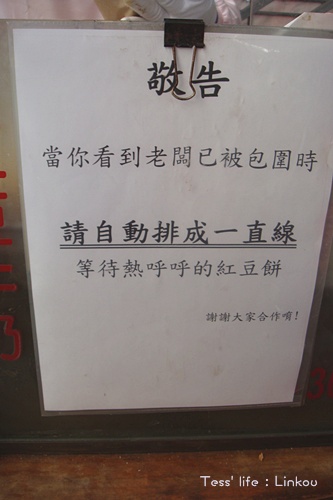 敬告
當你看到老闆已被包圍時
請自動排成一直線
等待熱呼呼的紅豆餅
謝謝大家合作唷!
Tess' life : Linkou